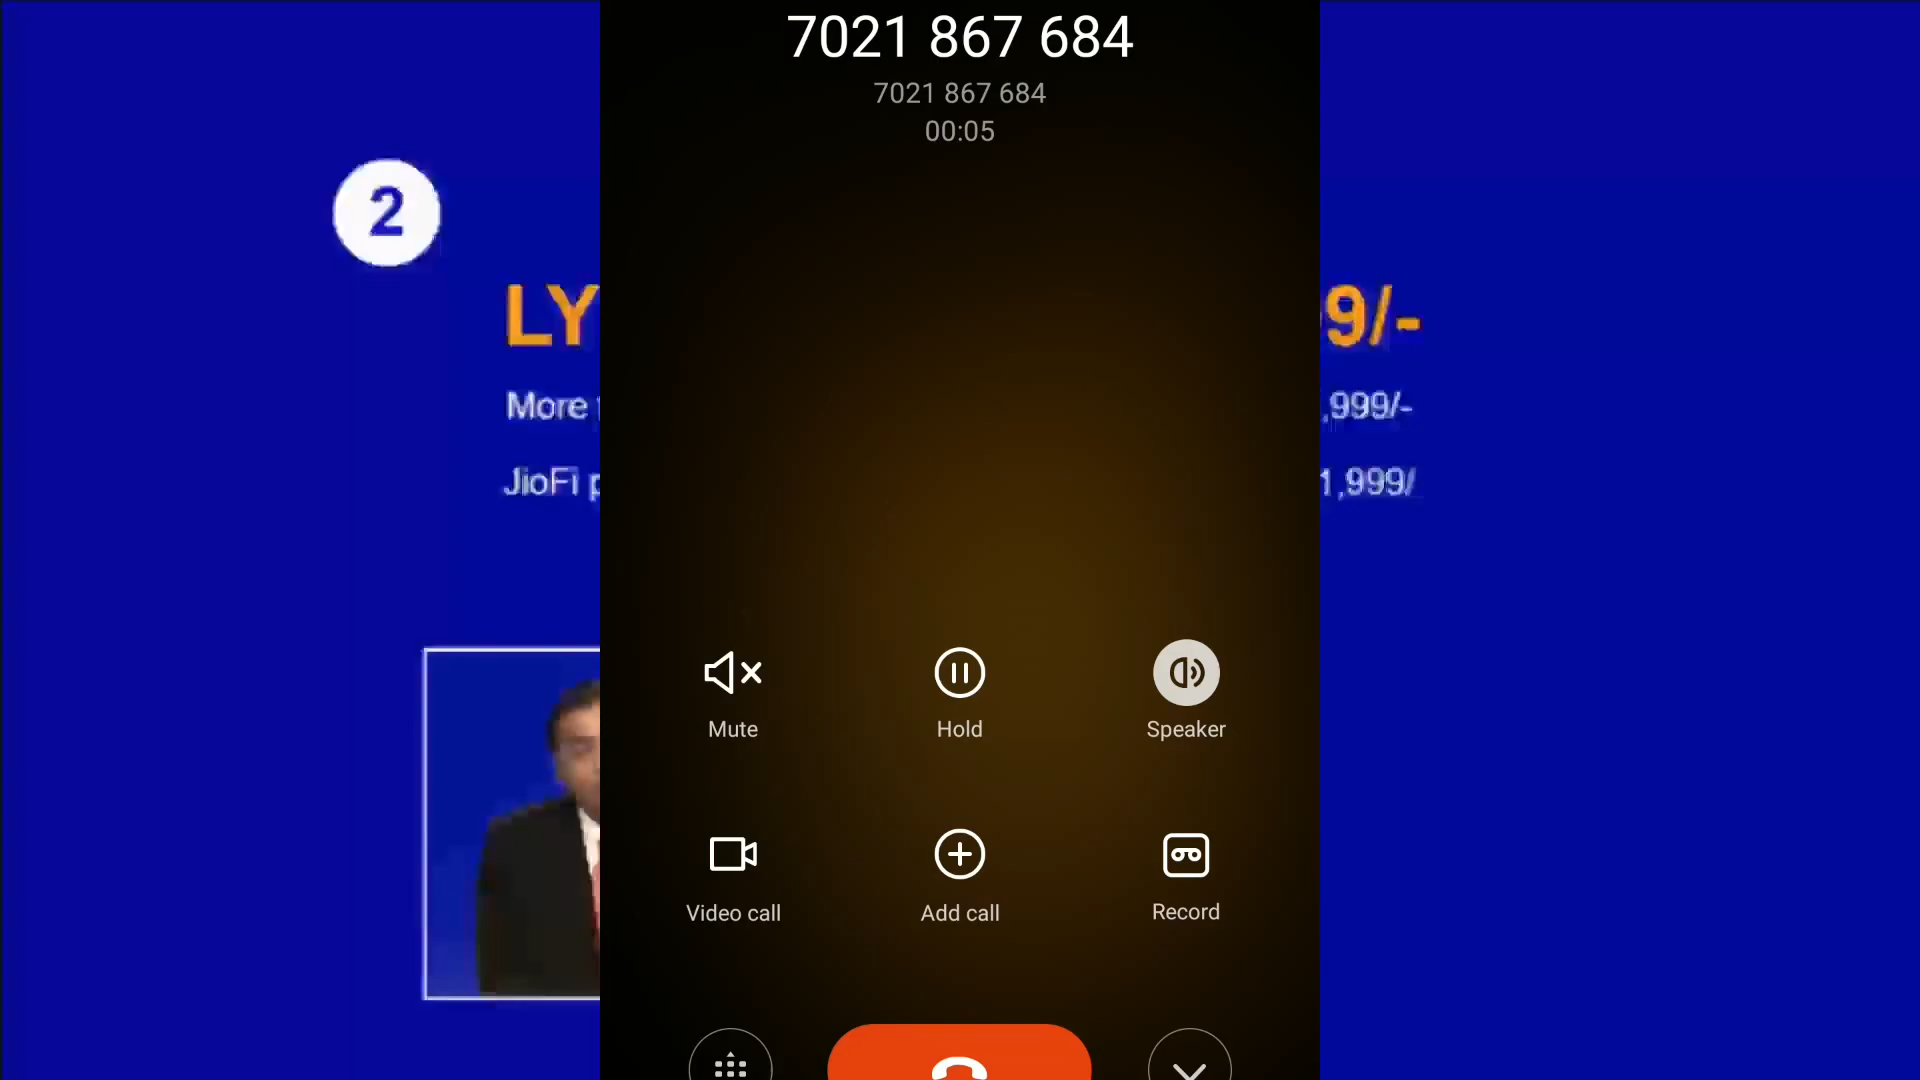 7021 867 684
7021 867 684
00:05
2
LY 9/-
More ,999/-
JioFi 1,999/
Mute Hold Speaker
Video call Add call Record